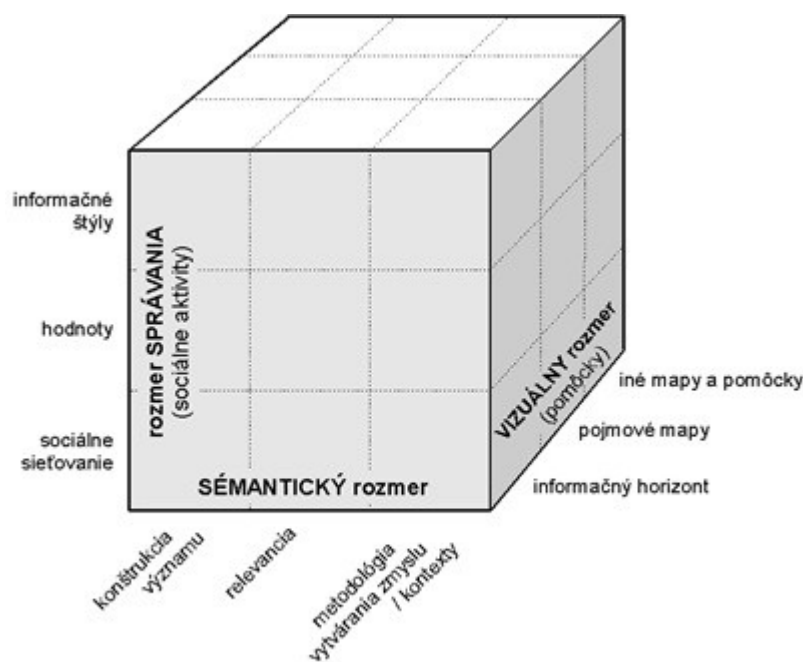 informačné
štýly
hodnoty
sociálne
sieťovanie
rozmer SPRÁVANIA
(sociálne aktivity)
SÉMANTICKÝ rozmer
VIZUÁLNY rozmer
(pomôcky)
iné mapy a pomôcky
pojmové mapy
informačný horizont
konštrukcia
významu
relevancia
metodológia
vytvárania zmyslu
/ kontexty